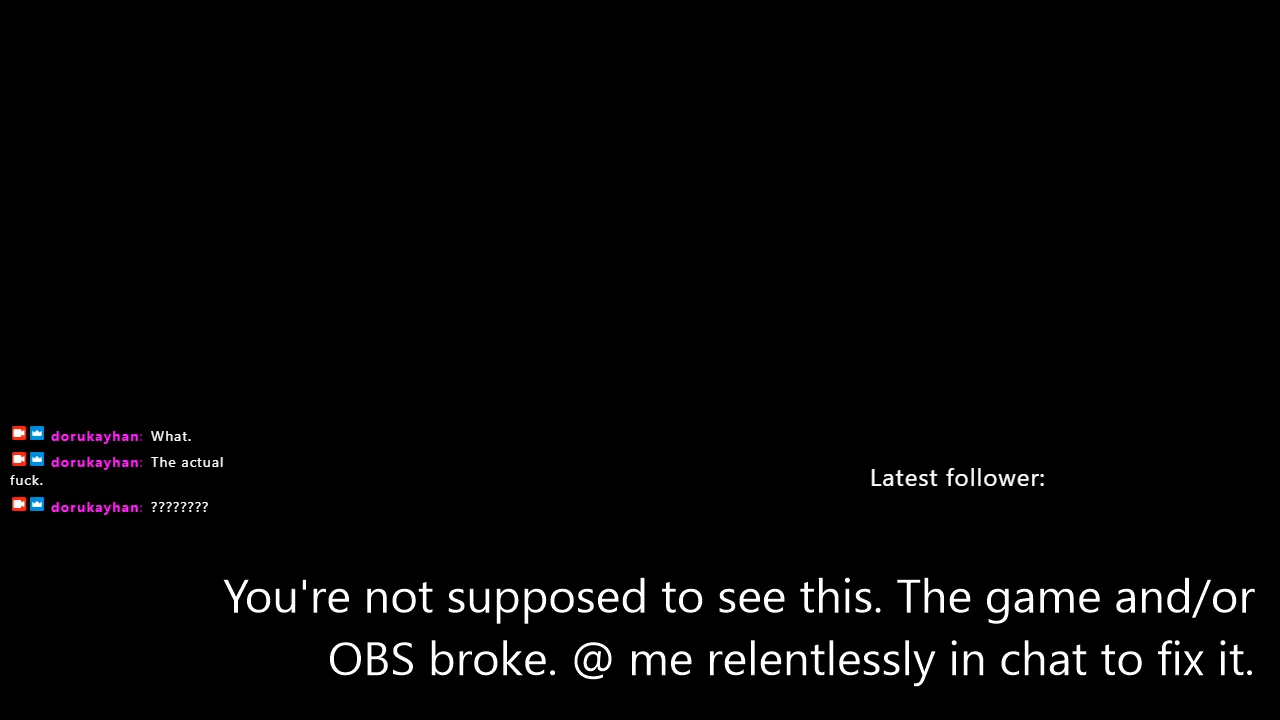 dorukayhan: What.
dorukayhan: The actual
fuck.
dorukayhan: ????????
Latest follower:
You're not supposed to see this. The game and/or
OBS broke. @ me relentlessly in chat to fix it.